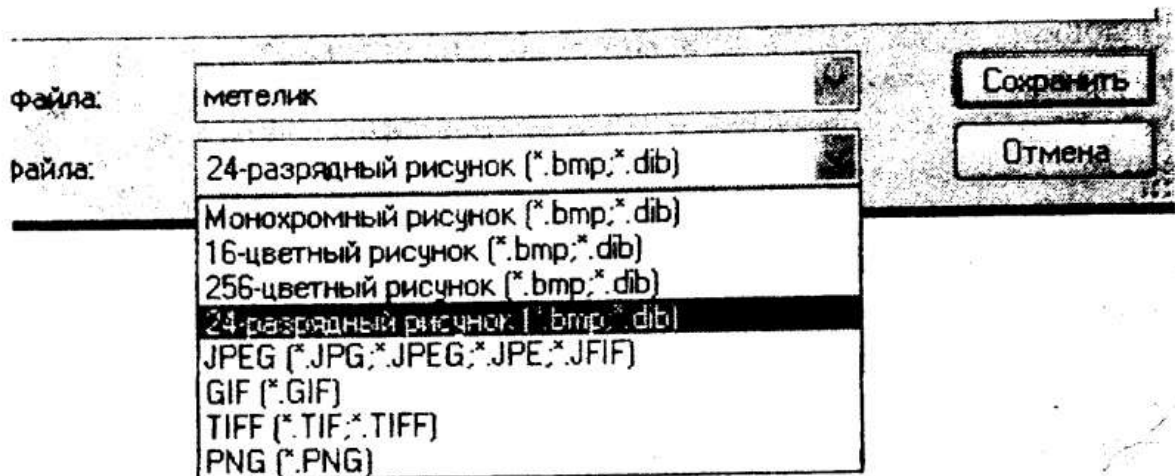 Файла: метелик Сохранить
файла: 24-разрядный рисунок (*.bmp;*.dib) Отмена
Монохромный рисунок (*.bmp;*.dib)
16-цветный рисунок (*.bmp;*.dib)
256-цветный рисунок (*.bmp;*.dib)
24-разрядный рисунок (*.bmp;*.dib)
JPEG (*.JPG;*.JPEG;*.JPE;*.JFIF)
GIF (*.GIF)
TIFF (*.TIF;*.TIFF)
PNG (*.PNG)